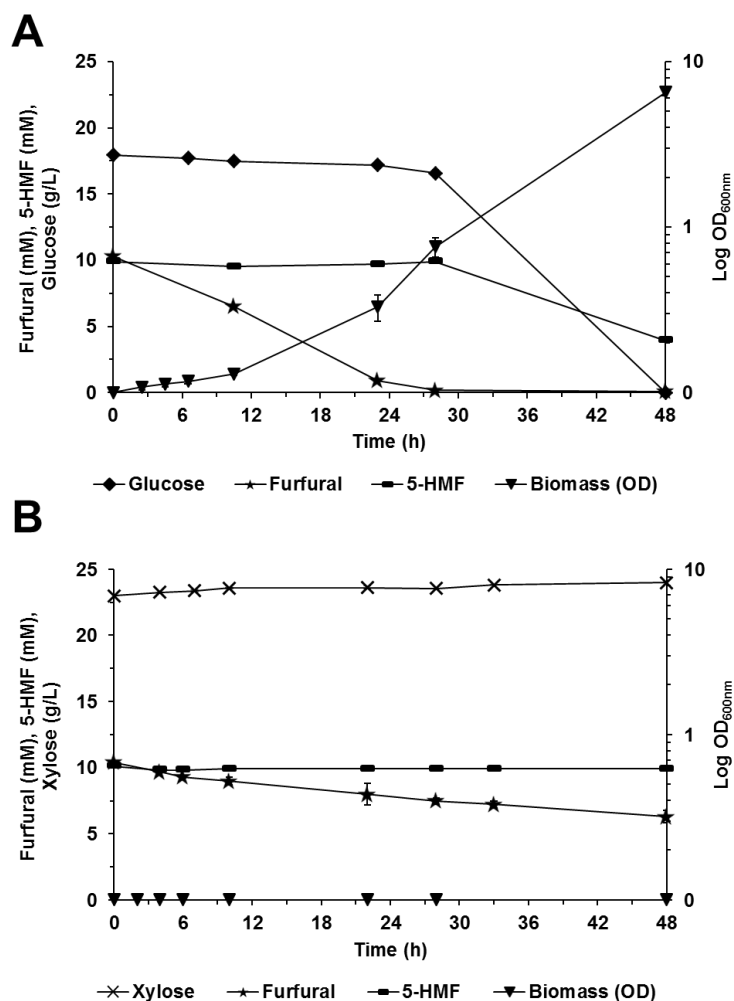 A
Furfural (mM), 5-HMF (mM),
Glucose (g/L)
25
20
15
10
5
0
10
1
0
Log OD600nm
0 6 12 18 24 30 36 42 48
Time (h)
Glucose Furfural 5-HMF Biomass (OD)
B
Furfural (mM), 5-HMF (mM),
Xylose (g/L)
25
20
15
10
5
0
10
1
0
Log OD600nm
0 6 12 18 24 30 36 42 48
Time (h)
Xylose Furfural 5-HMF Biomass (OD)